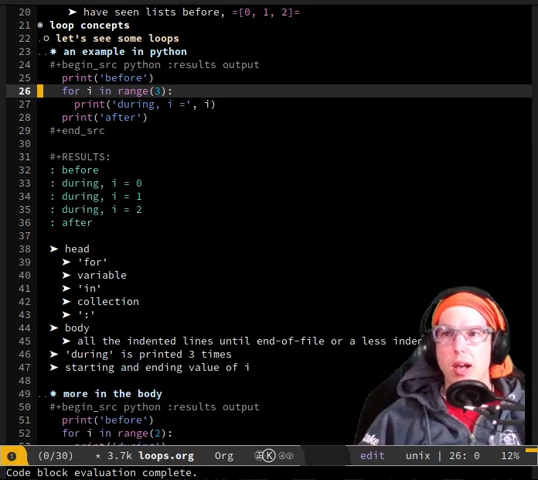 20 ➤ have seen lists before, =[0, 1, 2]=
21 loop concepts
22 let's see some loops
23 ..✸ an example in python
24 #+begin_src python :results output
25 print('before')
26 for i in range(3):
27 print('during, i =', i)
28 print('after')
29 #+end_src
30
31 #+RESULTS:
32 : before
33 : during, i = 0
34 : during, i = 1
35 : during, i = 2
36 : after
37
38 ➤ head
39 ➤ 'for'
40 ➤ variable
41 ➤ 'in'
42 ➤ collection
43 ➤ ':'
44 ➤ body
45 ➤ all the indented lines until end-of-file or a less inden
46 ➤ 'during' is printed 3 times
47 ➤ starting and ending value of i
48
49 ..✸ more in the body
50 #+begin_src python :results output
51 print('before')
52 for i in range(2):
(0/30) * 3.7k loops.org Org edit unix | 26: 0 12%
Code block evaluation complete.